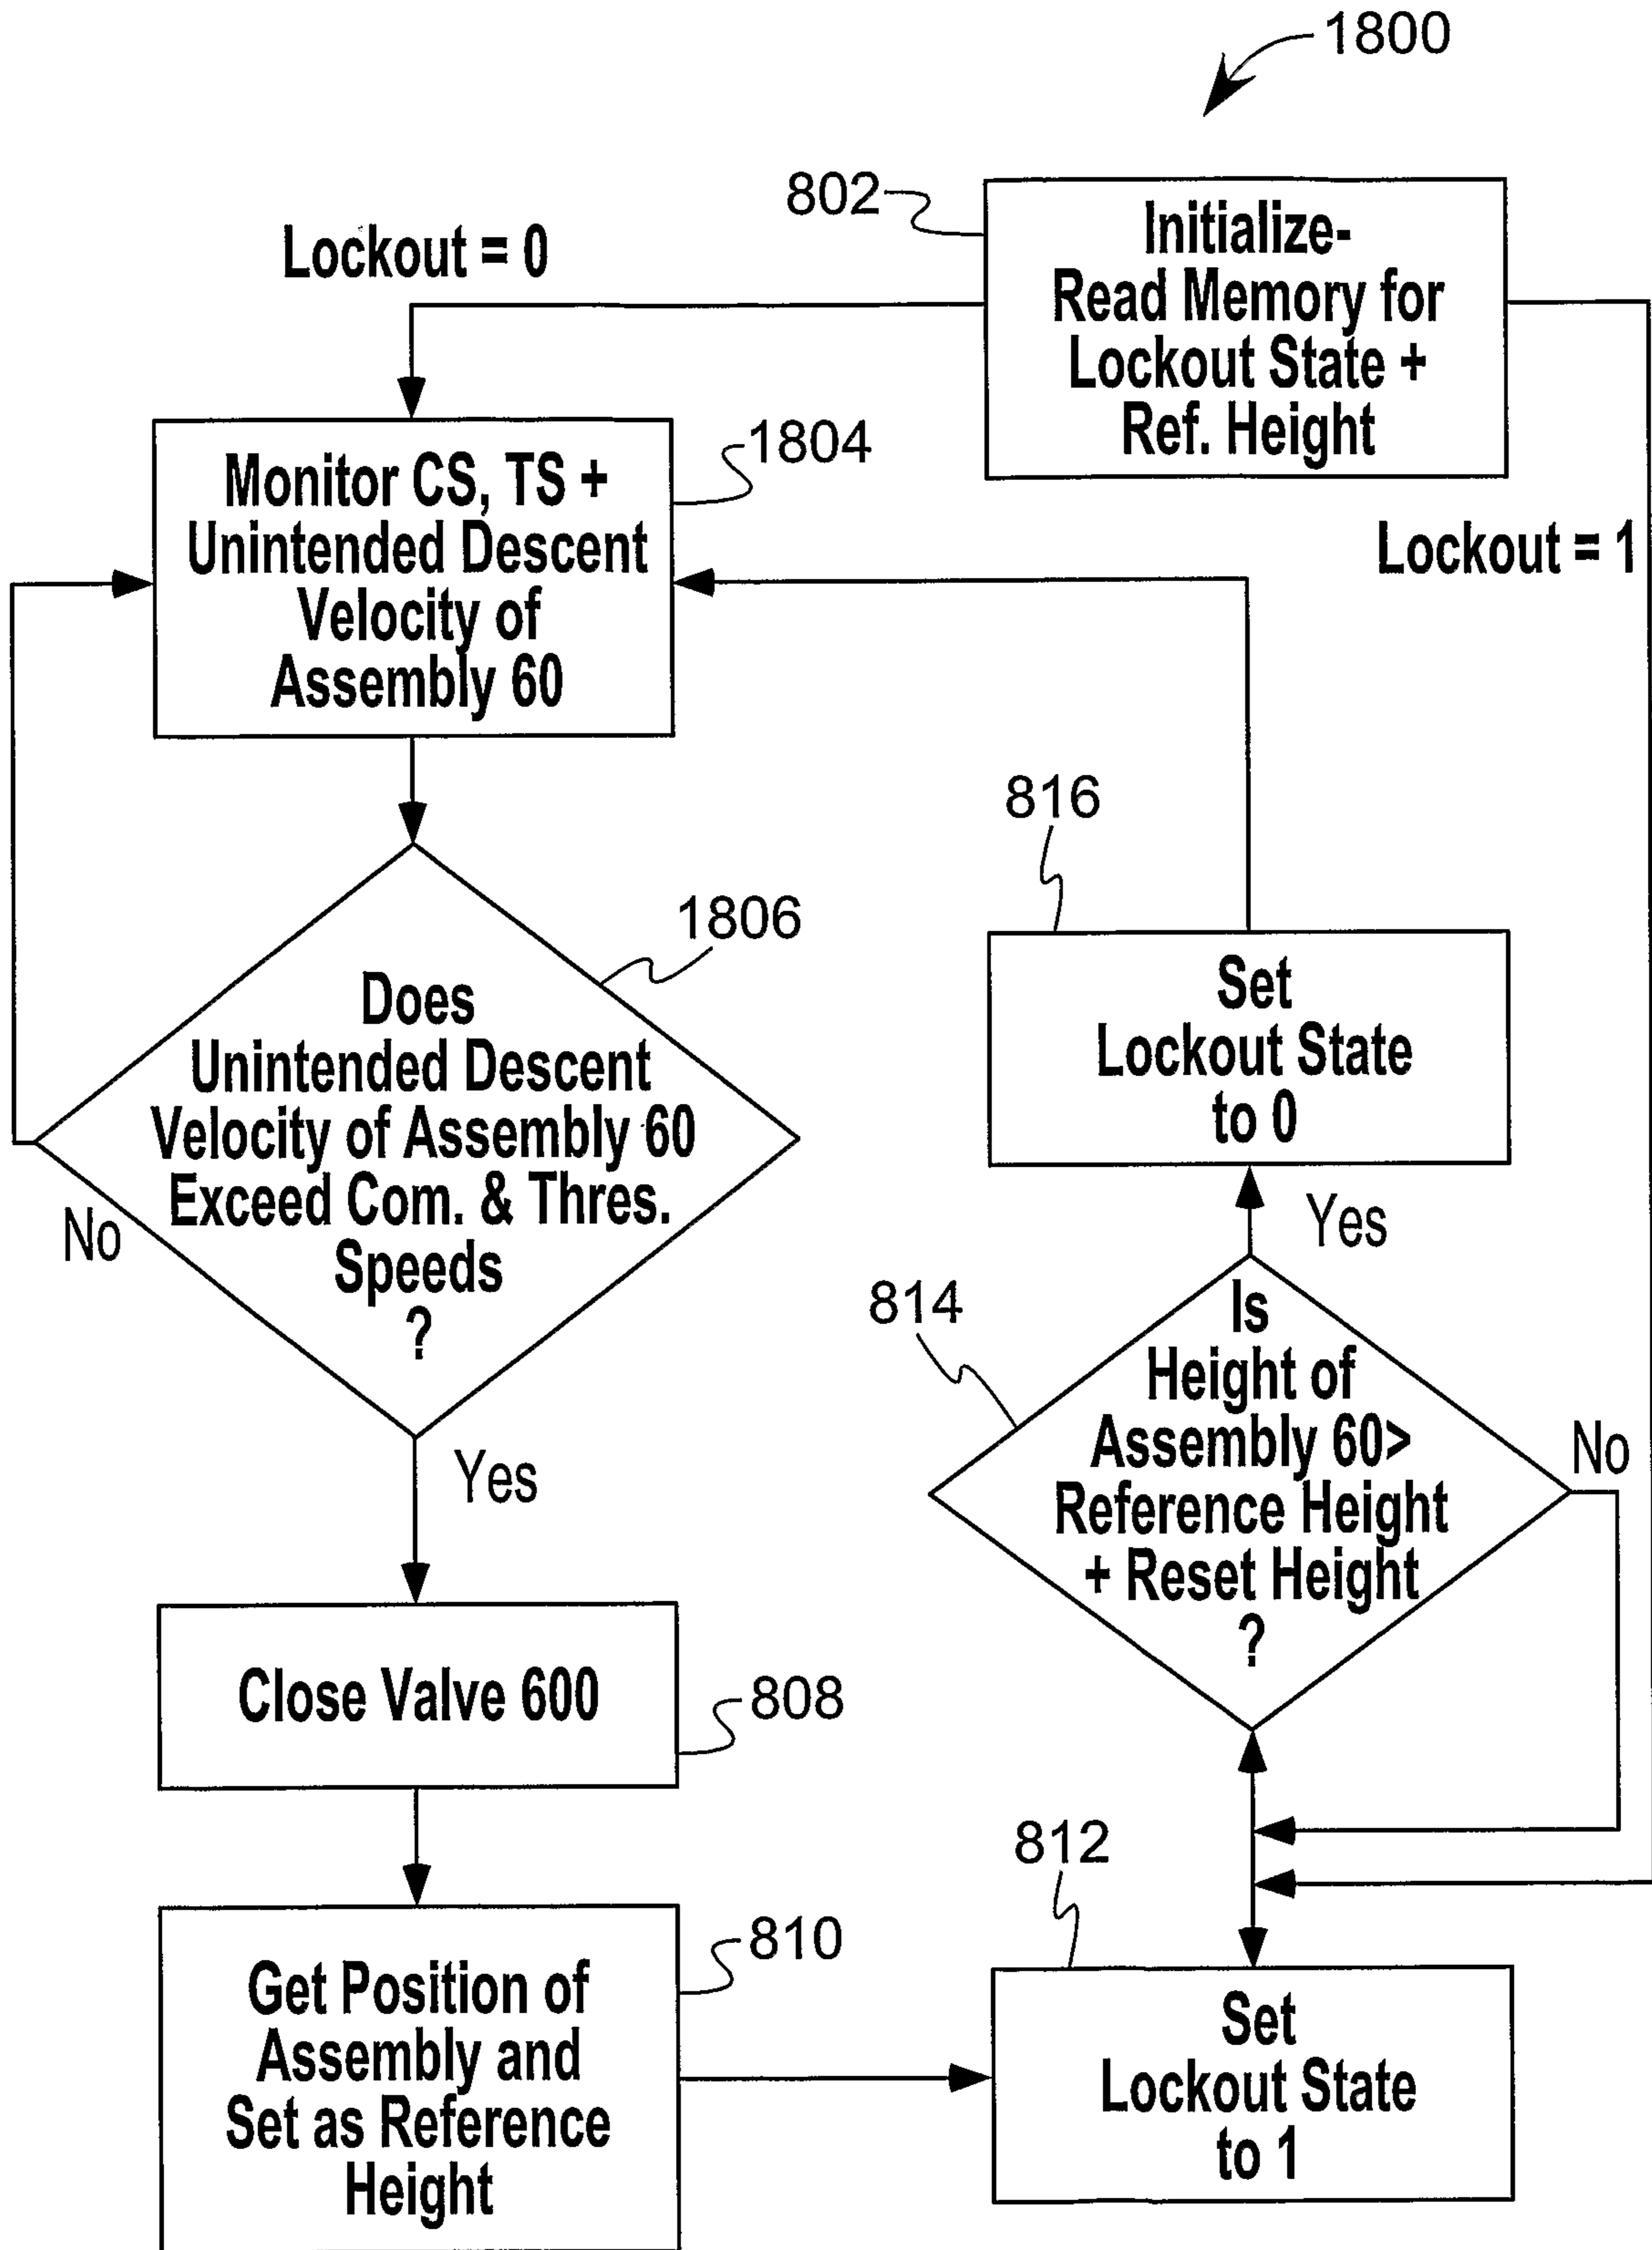 1800
802
Initialize-
Read Memory for
Lockout State +
Ref. Height
Lockout = 0
Lockout = 1
1804
Monitor CS, TS +
Unintended Descent
Velocity of
Assembly 60
1806
Does
Unintended Descent
Velocity of Assembly 60
Exceed Com. & Thres.
Speeds
?
No
Yes
Close Valve 600
808
Get Position of
Assembly and
Set as Reference
Height
810
812
Set
Lockout State
to 1
814
Is
Height of
Assembly 60>
Reference Height
+ Reset Height
?
No
Yes
816
Set
Lockout State
to 0